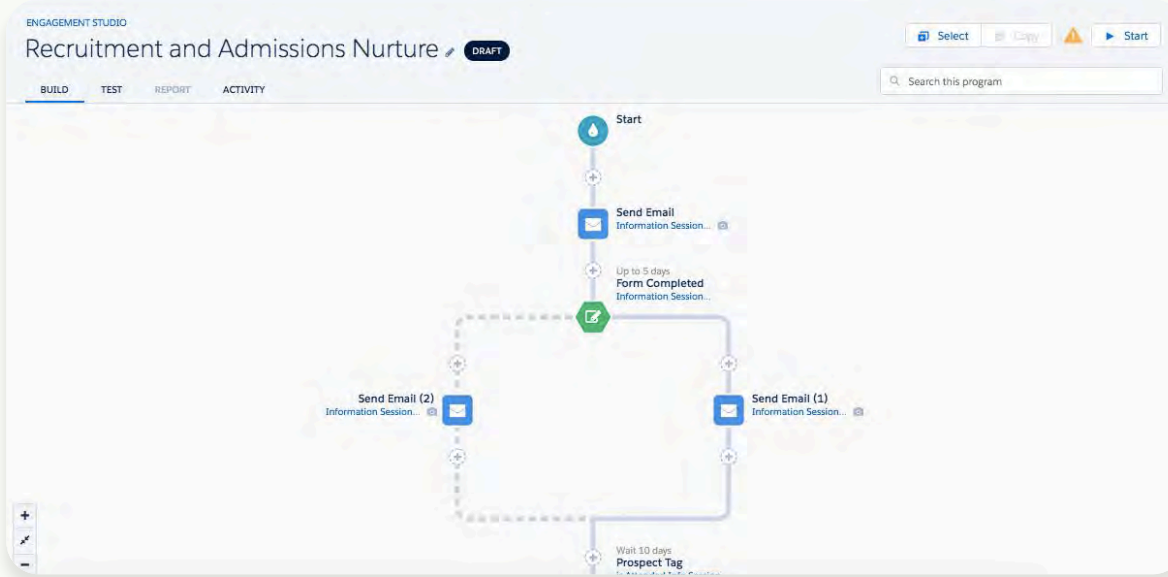 ENGAGEMENT STUDIO
Recruitment and Admissions Nurture
DRAFT
Select
Copy
Start
BUILD
TEST
REPORT
ACTIVITY
Search this program
Start
Send Email
Information Session...
Up to 5 days
Form Completed
Information Session...
Send Email (2)
Information Session...
Send Email (1)
Information Session...
Wait 10 days
Prospect Tag